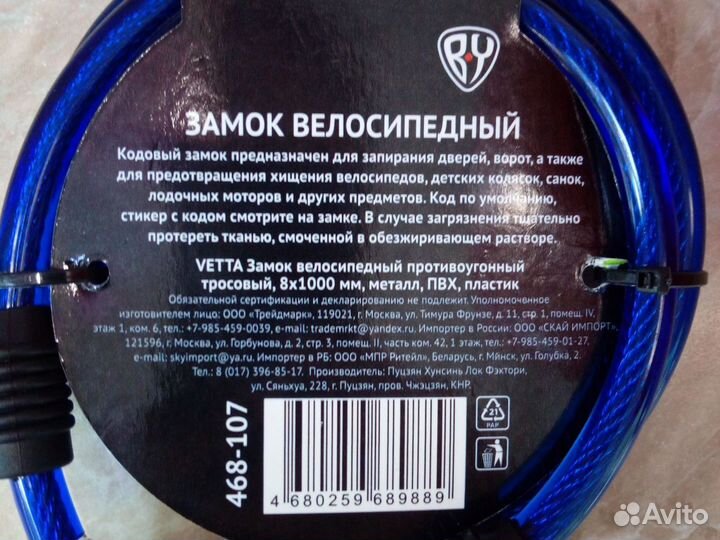 B·Y
ЗАМОК ВЕЛОСИПЕДНЫЙ
Кодовый замок предназначен для запирания дверей, ворот, а также
для предотвращения хищения велосипедов, детских колясок, санок,
лодочных моторов и других предметов. Код по умолчанию,
стикер с кодом смотрите на замке. В случае загрязнения тщательно
протереть тканью, смоченной в обезжиривающем растворе.
VETTA Замок велосипедный противоугонный
тросовый, 8х1000 мм, металл, ПВХ, пластик
Обязательной сертификации и декларированию не подлежит. Уполномоченное
изготовителем лицо: ООО «Трейдмарк», 119021, г. Москва, ул. Тимура Фрунзе, д. 11, стр. 1, помещ. IV,
этаж 1, ком. 6, тел.: +7-985-459-0039, e-mail: trademrkt@yandex.ru. Импортер в России: ООО «СКАЙ ИМПОРТ»,
121596, г. Москва, ул. Горбунова, д. 2, стр. 3, помещ. II, часть ком. 42, 1 этаж, тел.: +7-985-459-01-27.
e-mail: skyimport@ya.ru. Импортер в РБ: ООО «МПР Ритейл», Беларусь, г. Минск, ул. Голубка, 2.
Тел.: 8 (017) 396-85-17. Произведено: Пуцзян Хунсинь Лок Фэктори,
ул. Сяньхуа, 228, г. Пуцзян, пров. Чжэцзян, КНР.
468-107
4 680259 689889
21
PAP
Avito